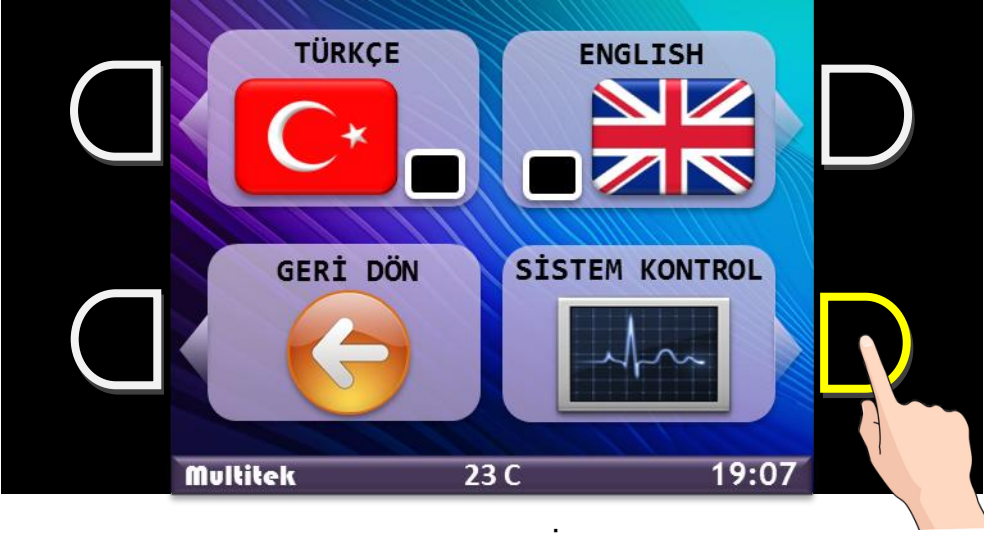 TÜRKÇE
ENGLISH
GERİ DÖN
SİSTEM KONTROL
Multitek 23 C 19:07
.